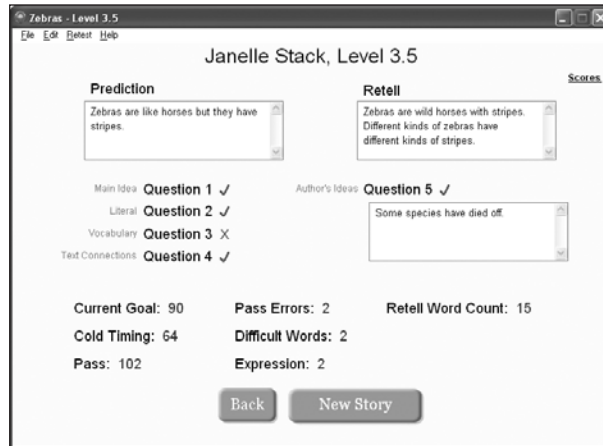 Zebras - Level 3.5
File Edit Retest Help
Janelle Stack, Level 3.5
Scores
Prediction
Zebras are like horses but they have
stripes.
Retell
Zebras are wild horses with stripes.
Different kinds of zebras have
different kinds of stripes.
Main Idea Question 1 ✓
Literal Question 2 ✓
Vocabulary Question 3 X
Text Connections Question 4 ✓
Author's Ideas Question 5 ✓
Some species have died off.
Current Goal: 90
Cold Timing: 64
Pass: 102
Pass Errors: 2
Difficult Words: 2
Expression: 2
Retell Word Count: 15
Back
New Story